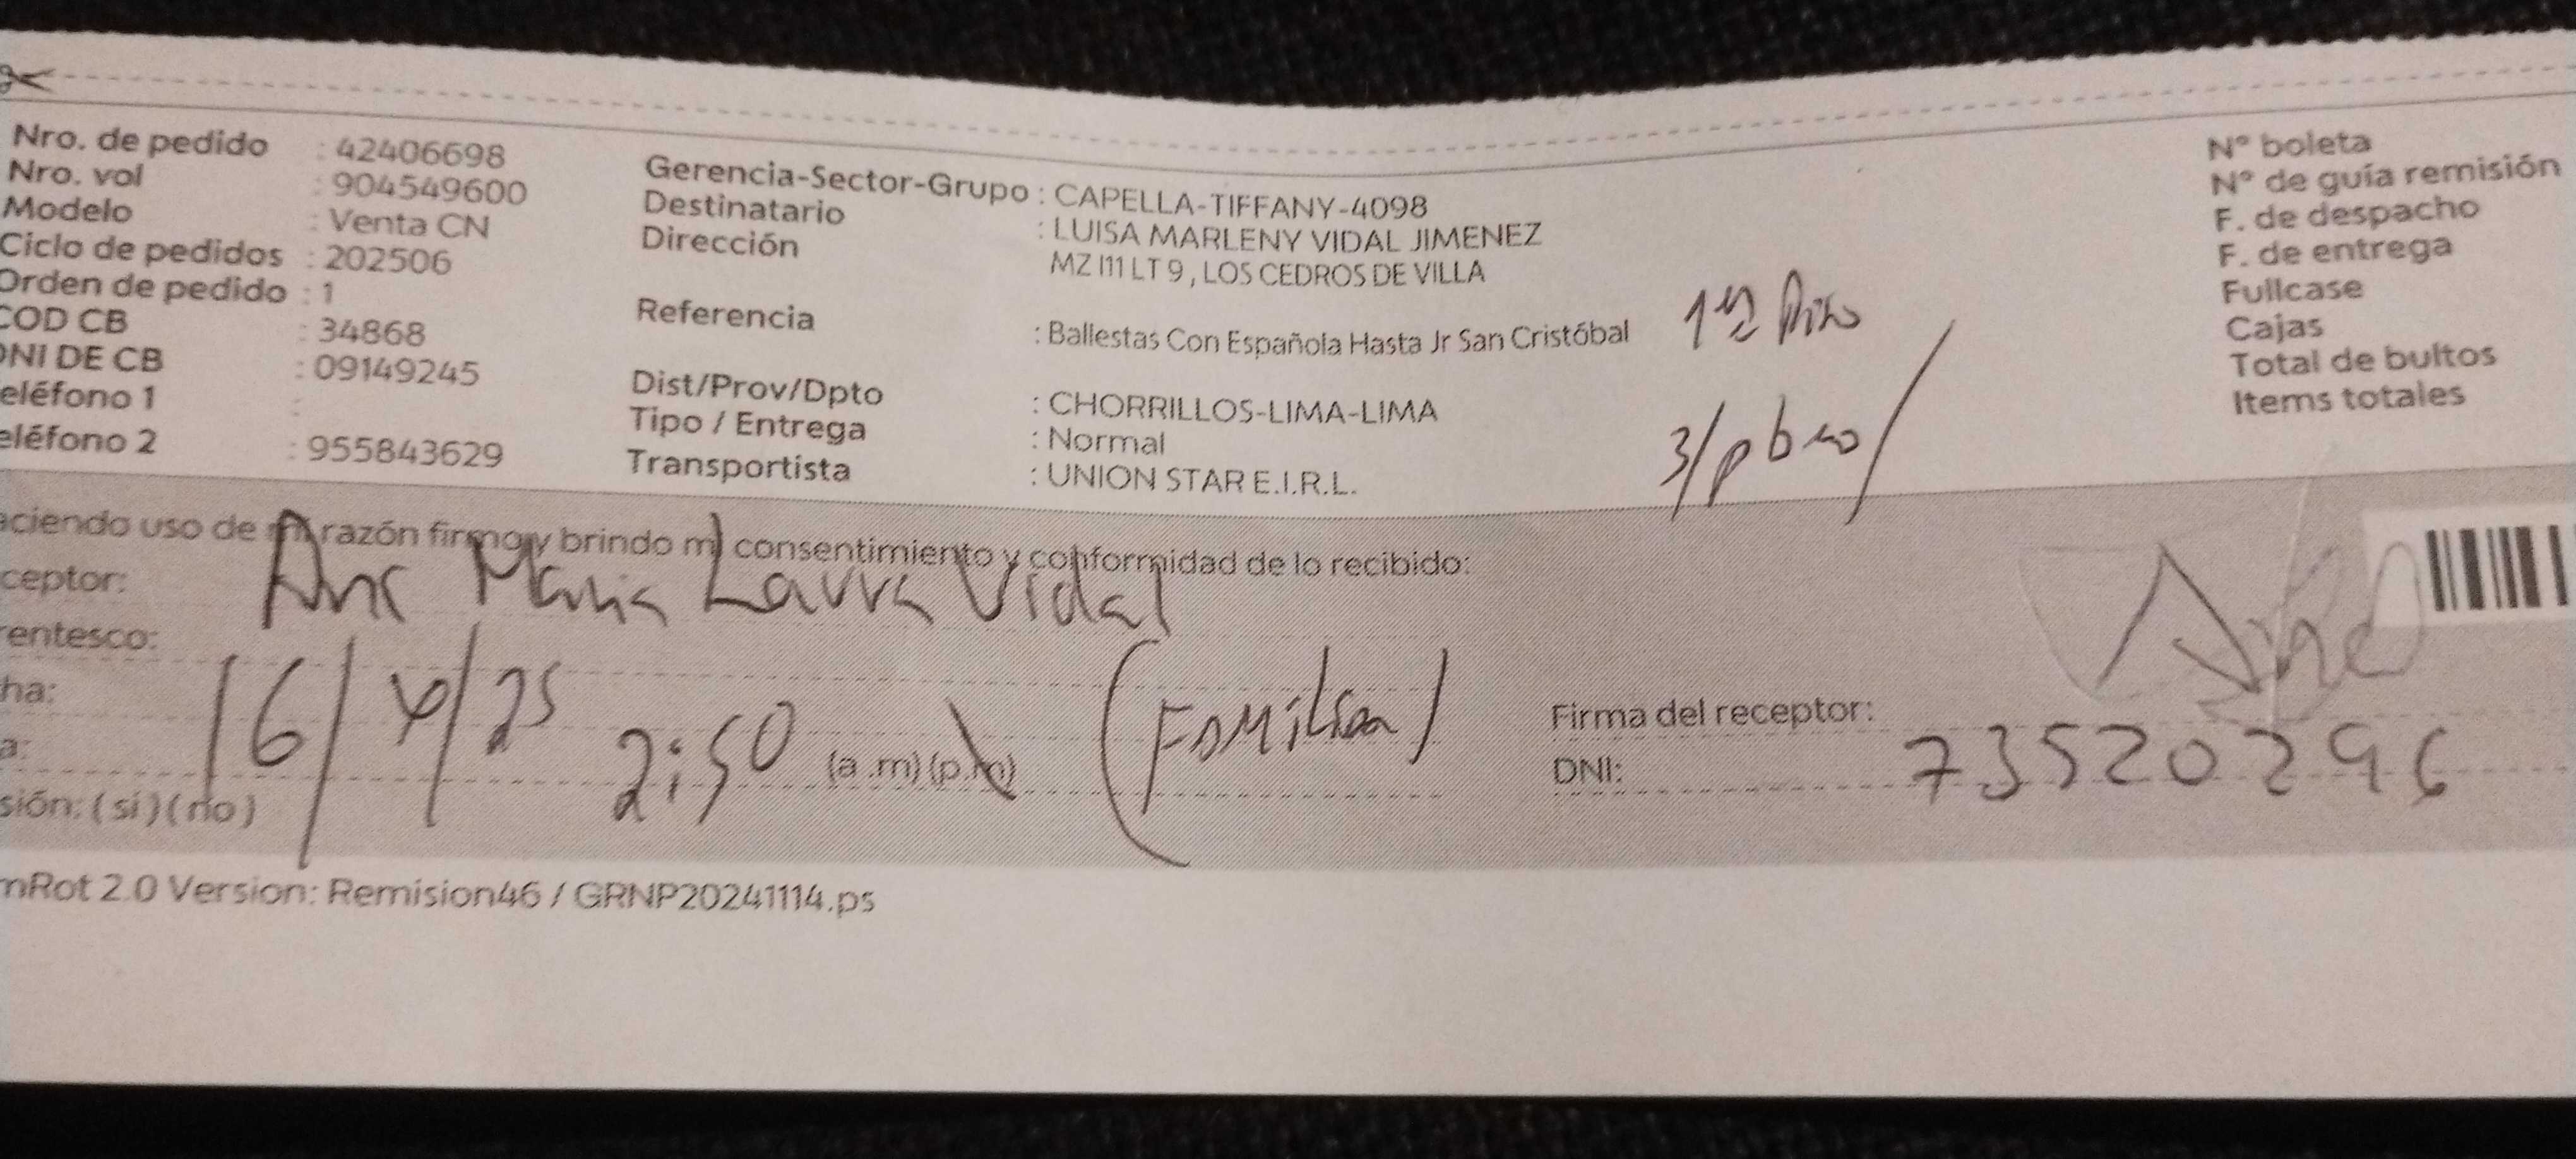 Nro. de pedido : 42406698
Nro. vol : 904549600
Modelo : Venta CN
Ciclo de pedidos : 202506
Orden de pedido : 1
COD CB : 34868
DNI DE CB : 09149245
eléfono 1 :
eléfono 2 : 955843629
Gerencia-Sector-Grupo : CAPELLA-TIFFANY-4098
Destinatario : LUISA MARLENY VIDAL JIMENEZ
Dirección MZ I11 LT 9 , LOS CEDROS DE VILLA
Referencia : Ballestas Con Española Hasta Jr San Cristóbal
Dist/Prov/Dpto : CHORRILLOS-LIMA-LIMA
Tipo / Entrega : Normal
Transportista : UNION STAR E.I.R.L.
N° boleta
N° de guía remisión
F. de despacho
F. de entrega
Fullcase
Cajas
Total de bultos
Items totales
aciendo uso de mi razón firmo y brindo mi consentimiento y conformidad de lo recibido:
ceptor: Ana Maria Laura Vidal
rentesco:
ha: 16/4/25
a: 2:50 (a .m) (p.m) (Familia)
sión: ( sí ) ( no )
Firma del receptor:
DNI: 73520296
mRot 2.0 Version: Remision46 / GRNP20241114.ps